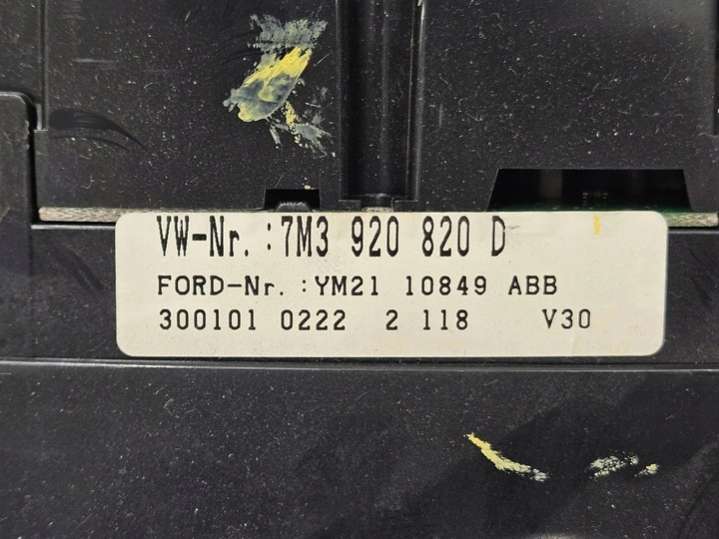 VW-Nr. :7M3 920 820 D
FORD-Nr. :YM21 10849 ABB
300101 0222 2 118 V30